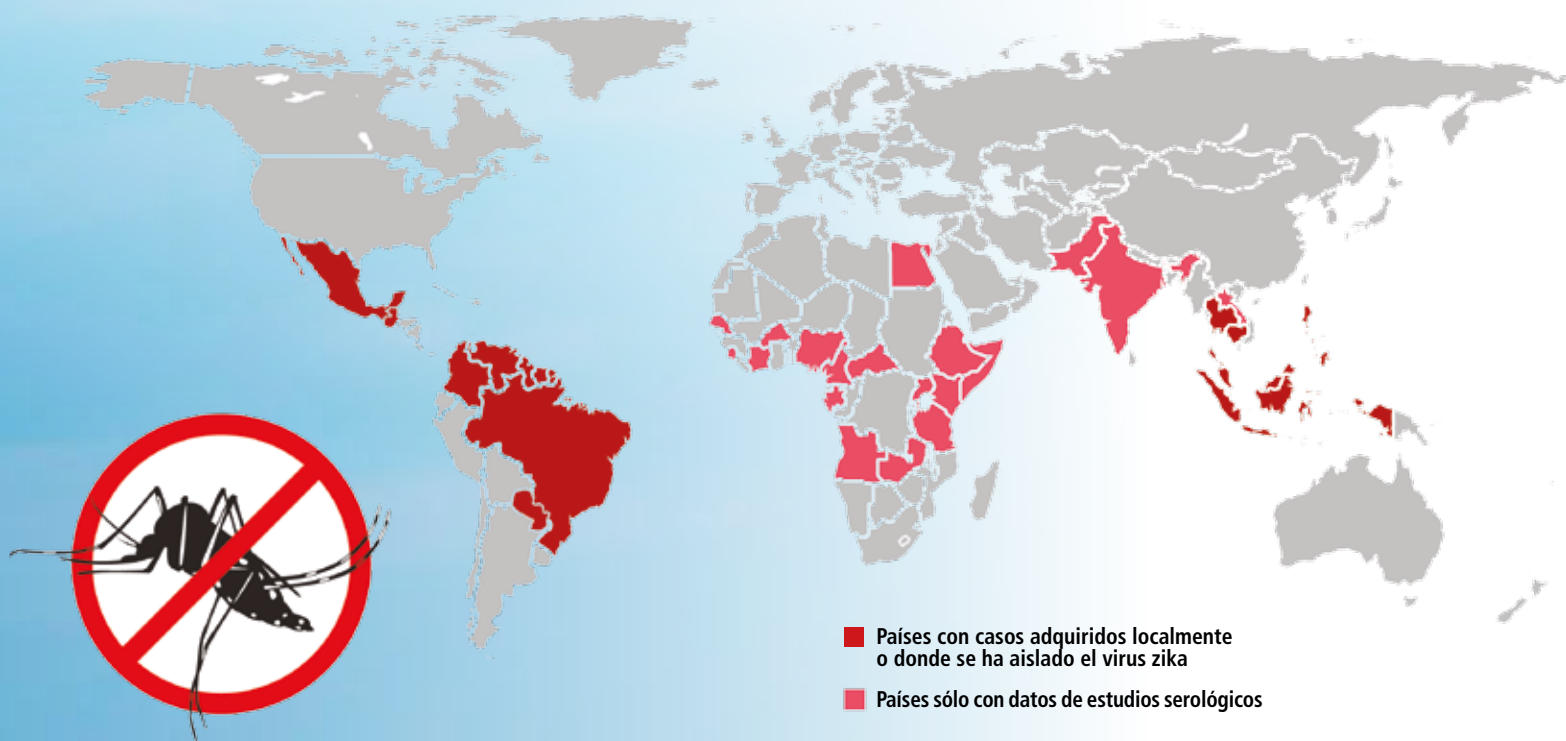 Países con casos adquiridos localmente
o donde se ha aislado el virus zika
Países sólo con datos de estudios serológicos